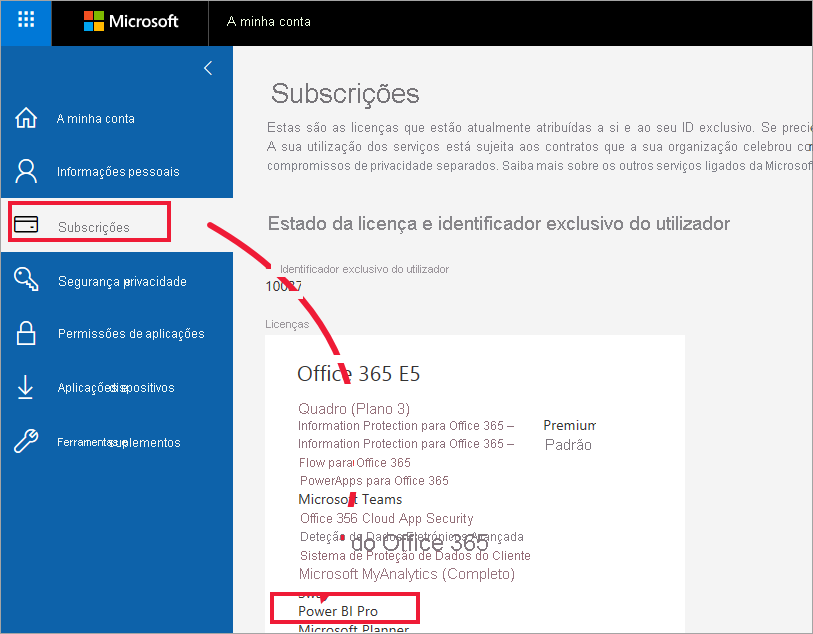 Microsoft
A minha conta
A minha conta
Informações pessoais
Subscrições
Segurança privacidade
Permissões de aplicações
Aplicações dispositivos
Ferramentas e suplementos
Subscrições
Estas são as licenças que estão atualmente atribuídas a si e ao seu ID exclusivo. Se
A sua utilização dos serviços está sujeita aos contratos que a sua organização celebrou
compromissos de privacidade separados. Saiba mais sobre os outros serviços ligados da Microsoft
Estado da licença e identificador exclusivo do utilizador
Identificador exclusivo do utilizador
Licenças
Office 365 E5
Quadro (Plano 3)
Information Protection para Office 365 – Premium
Information Protection para Office 365 – Padrão
Flow para Office 365
PowerApps para Office 365
Microsoft Teams
Office 356 Cloud App Security
Deteção de Dados Eletrónicos Avançada
do Office 365
Sistema de Proteção de Dados do Cliente
Microsoft MyAnalytics (Completo)
Power BI Pro
Microsoft Planner